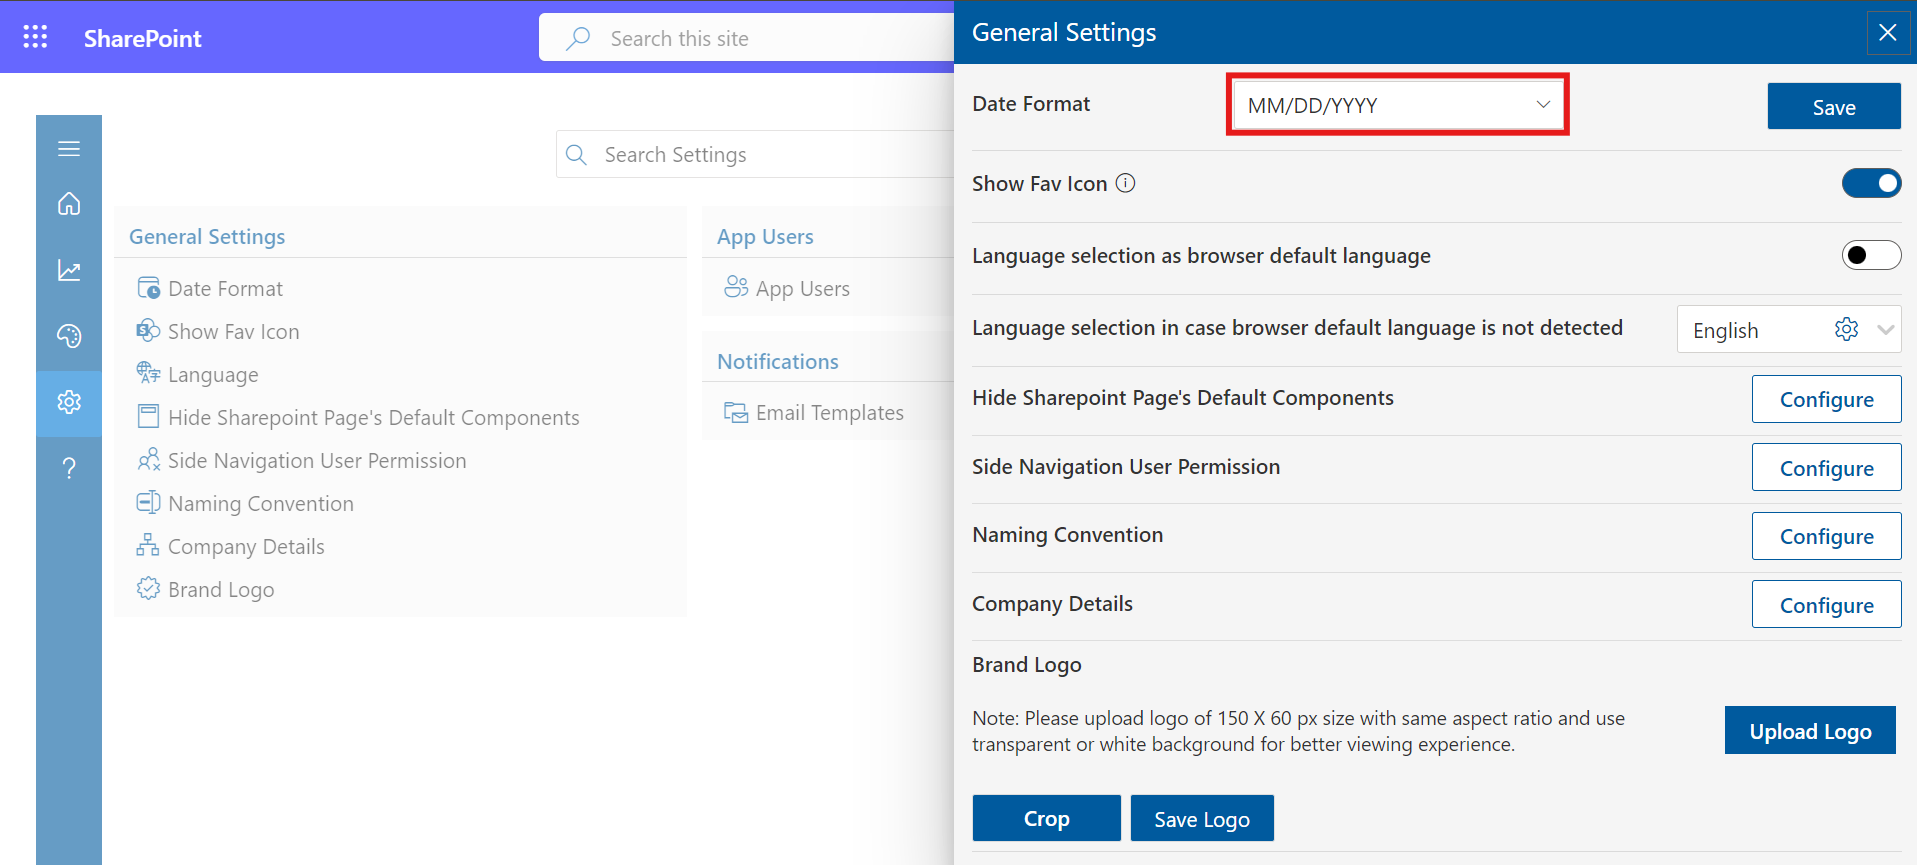 SharePoint
Search this site
Search Settings
General Settings
Date Format
Show Fav Icon
Language
Hide Sharepoint Page's Default Components
Side Navigation User Permission
Naming Convention
Company Details
Brand Logo
App Users
App Users
Notifications
Email Templates
General Settings
Date Format
MM/DD/YYYY
Save
Show Fav Icon
Language selection as browser default language
Language selection in case browser default language is not detected
English
Hide Sharepoint Page's Default Components
Configure
Side Navigation User Permission
Configure
Naming Convention
Configure
Company Details
Configure
Brand Logo
Note: Please upload logo of 150 X 60 px size with same aspect ratio and use
transparent or white background for better viewing experience.
Upload Logo
Crop
Save Logo